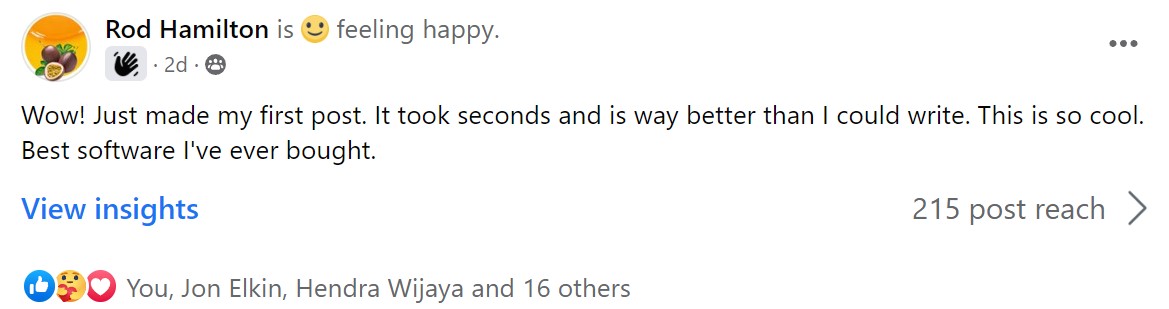 Rod Hamilton is 🙂 feeling happy.
· 2d ·
Wow! Just made my first post. It took seconds and is way better than I could write. This is so cool.
Best software I've ever bought.
View insights 215 post reach
You, Jon Elkin, Hendra Wijaya and 16 others